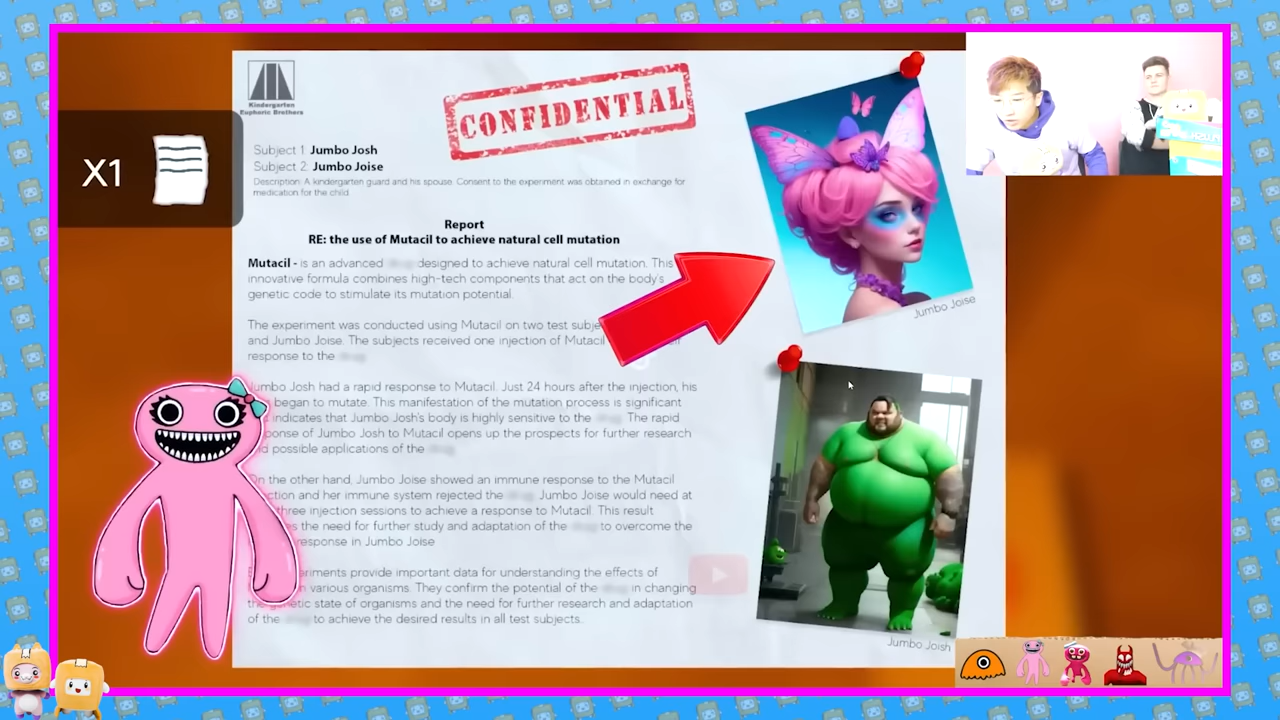 Kindergarten
Euphoric Brothers
CONFIDENTIAL
X1
Subject 1 Jumbo Josh
Subject 2. Jumbo Joise
Description: A kindergarten guard and his spouse. Consent to the experiment was obtained in exchange for
medication for the child.
Report
RE: the use of Mutacil to achieve natural cell mutation
Mutacil - is an advanced designed to achieve natural cell mutation. This
innovative formula combines high-tech components that act on the body's
genetic code to stimulate its mutation potential.
The experiment was conducted using Mutacil on two test
and Jumbo Joise. The subjects received one injection of Mutacil
response to the
Jumbo Josh had a rapid response to Mutacil. Just 24 hours after the injection, his
began to mutate. This manifestation of the mutation process is significant
indicates that Jumbo Josh's body is highly sensitive to the The rapid
of Jumbo Josh to Mutacil opens up the prospects for further research
possible applications of the
On the other hand, Jumbo Joise showed an immune response to the Mutacil
and her immune system rejected the Jumbo Joise would need at
three injection sessions to achieve a response to Mutacil. This result
the need for further study and adaptation of the to overcome the
response in Jumbo Joise
provide important data for understanding the effects of
various organisms. They confirm the potential of the in changing
the genetic state of organisms and the need for further research and adaptation
of the to achieve the desired results in all test subjects.
Jumbo Joise
Jumbo Joish